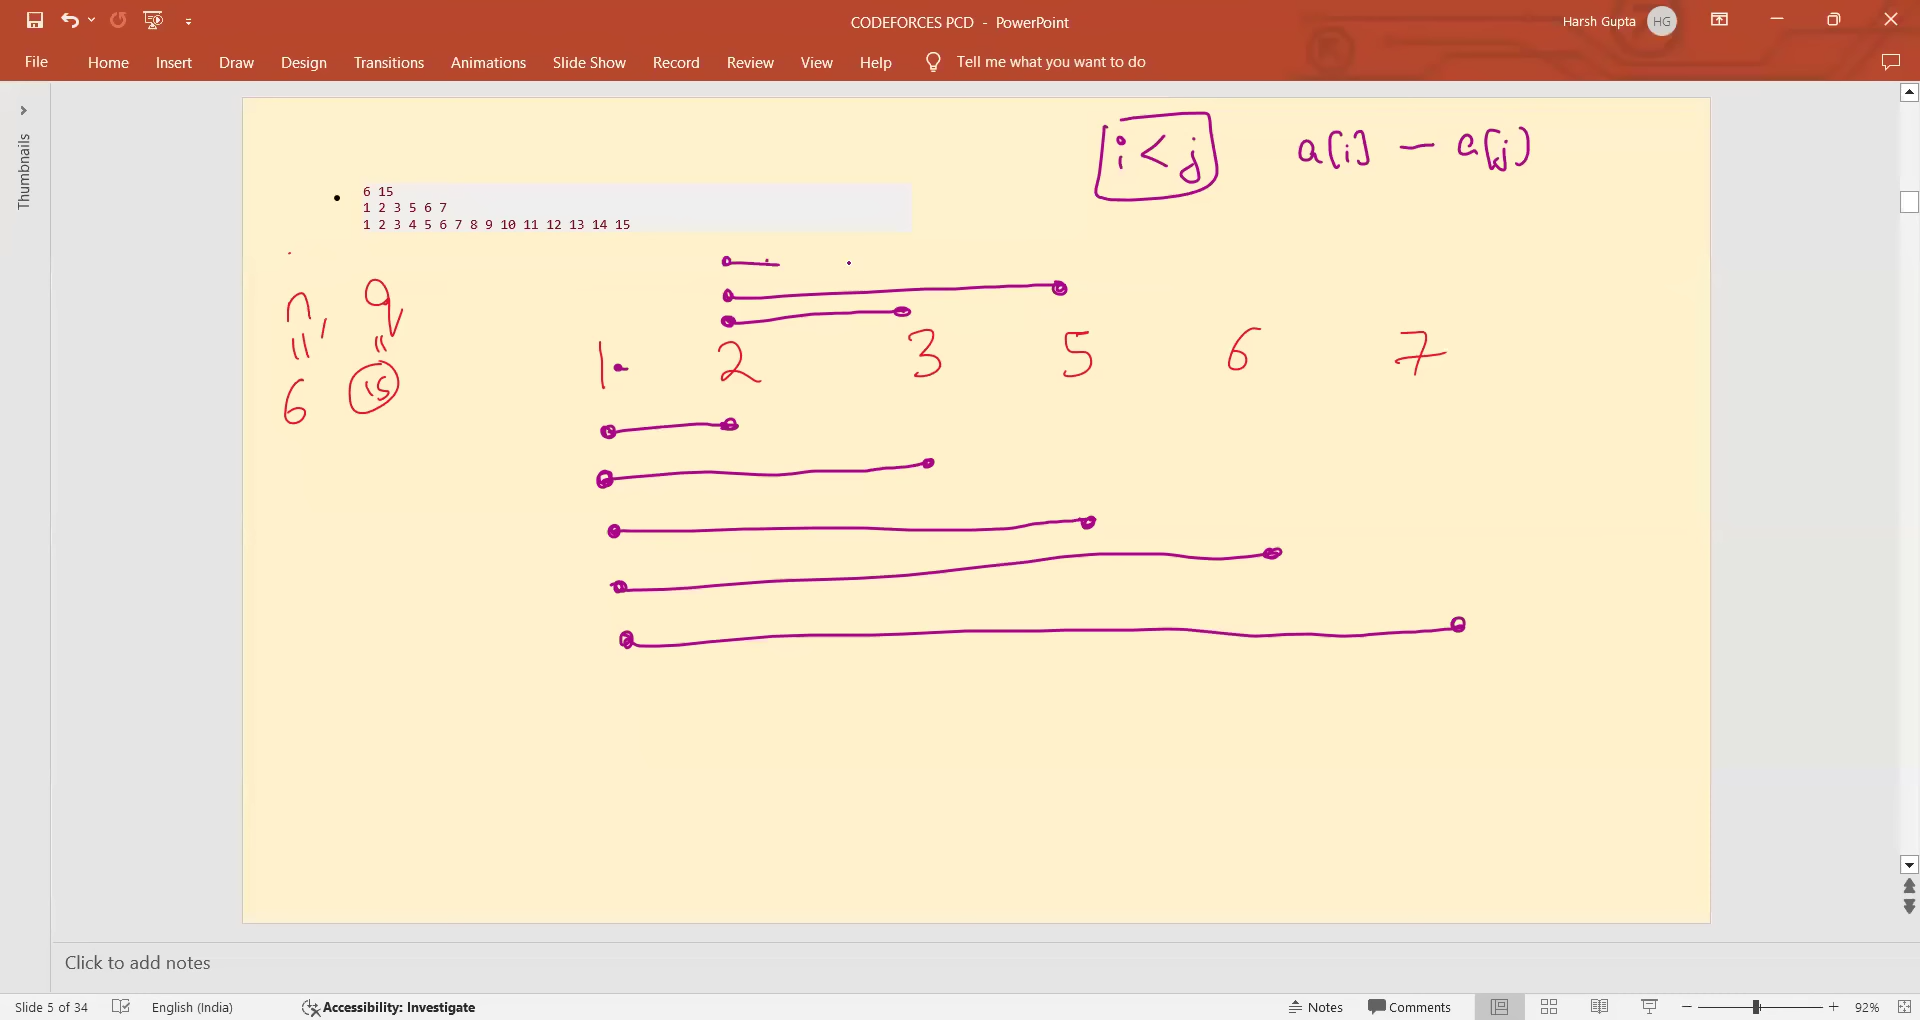 CODEFORCES PCD - PowerPoint
Harsh Gupta HG
File Home Insert Draw Design Transitions Animations Slide Show Record Review View Help Tell me what you want to do
Thumbnails
i < j a[i] - a[j]
• 6 15
1 2 3 5 6 7
1 2 3 4 5 6 7 8 9 10 11 12 13 14 15
n, q
6 15
1 2 3 5 6 7
Click to add notes
Slide 5 of 34 English (India) Accessibility: Investigate Notes Comments 92%